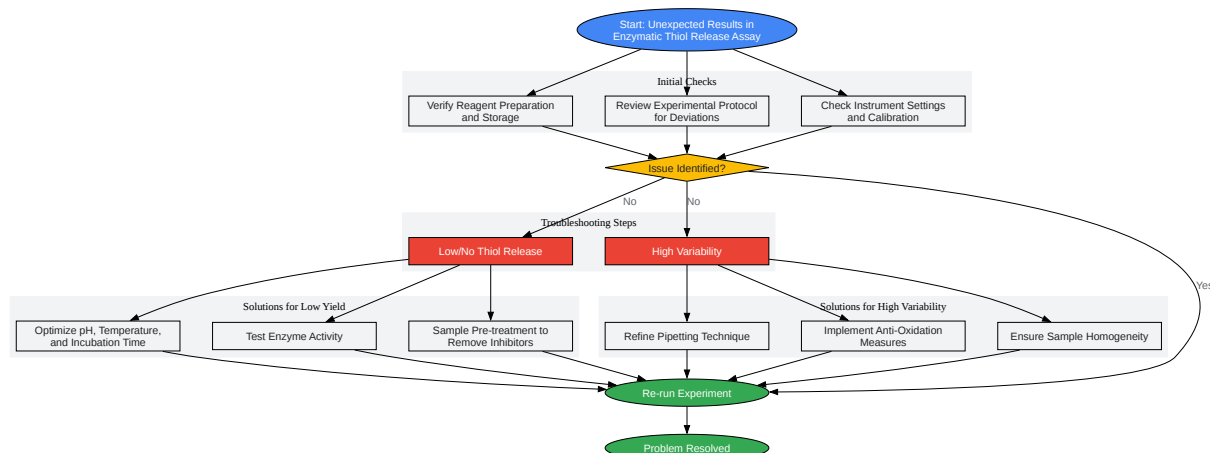 Start: Unexpected Results in
Enzymatic Thiol Release Assay
Initial Checks
Verify Reagent Preparation
and Storage
Review Experimental Protocol
for Deviations
Check Instrument Settings
and Calibration
Issue Identified?
No
No
Troubleshooting Steps
Low/No Thiol Release
High Variability
Yes
Solutions for Low Yield
Solutions for High Variability
Optimize pH, Temperature,
and Incubation Time
Test Enzyme Activity
Sample Pre-treatment to
Remove Inhibitors
Refine Pipetting Technique
Implement Anti-Oxidation
Measures
Ensure Sample Homogeneity
Re-run Experiment
Problem Resolved